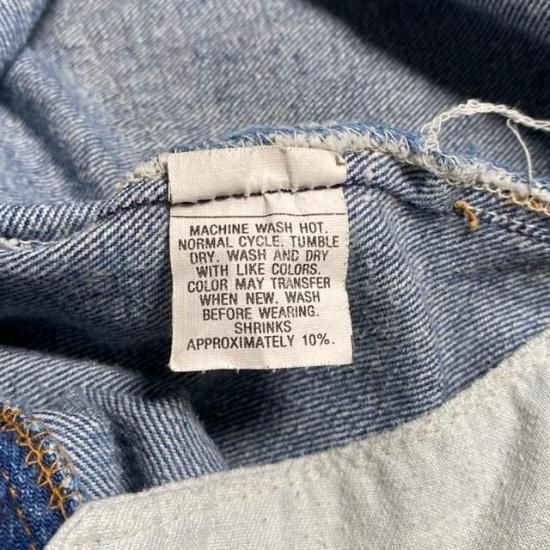 MACHINE WASH HOT.
NORMAL CYCLE. TUMBLE
DRY. WASH AND DRY
WITH LIKE COLORS.
COLOR MAY TRANSFER
WHEN NEW. WASH
BEFORE WEARING.
SHRINKS
APPROXIMATELY 10%.